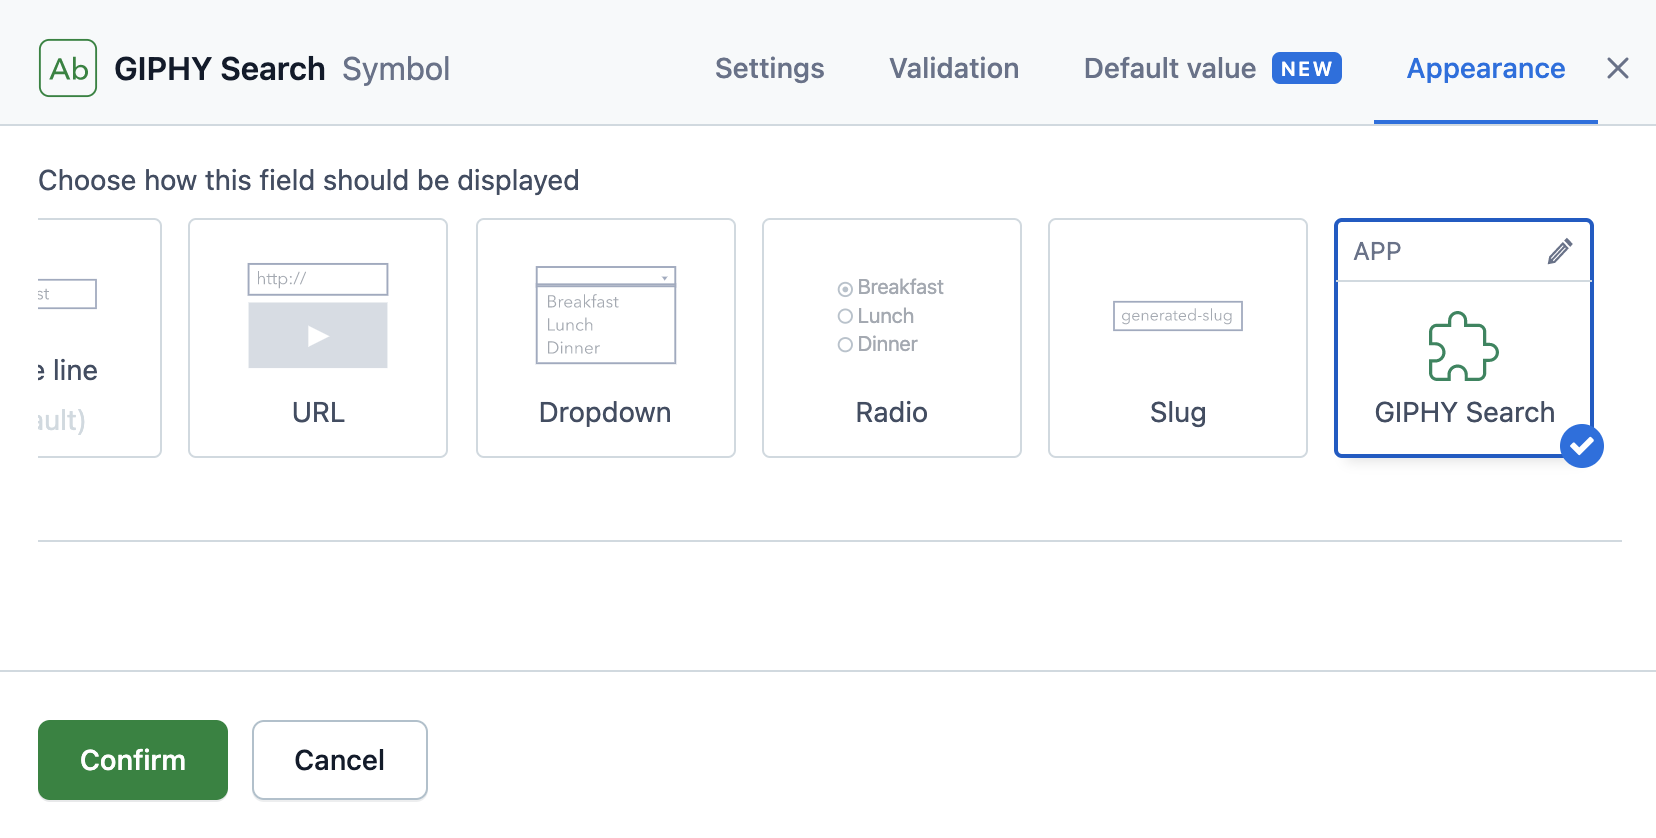 Ab GIPHY Search Symbol
Settings Validation Default value NEW Appearance
Choose how this field should be displayed
st
e line
ault)
http://
URL
Breakfast
Lunch
Dinner
Dropdown
Breakfast
Lunch
Dinner
Radio
generated-slug
Slug
APP
GIPHY Search
Confirm Cancel